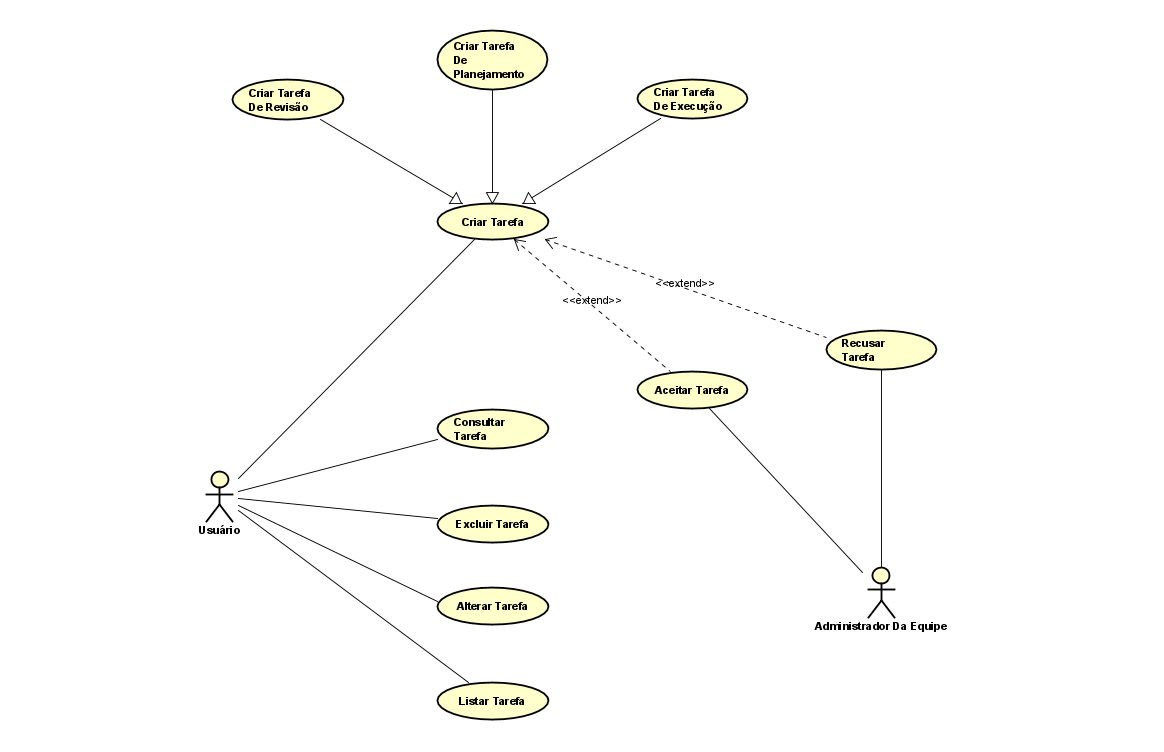 Criar Tarefa
De
Planejamento
Criar Tarefa
De Revisão
Criar Tarefa
De Execução
Criar Tarefa
<<extend>>
<<extend>>
Recusar
Tarefa
Aceitar Tarefa
Consultar
Tarefa
Excluir Tarefa
Usuário
Alterar Tarefa
Administrador Da Equipe
Listar Tarefa